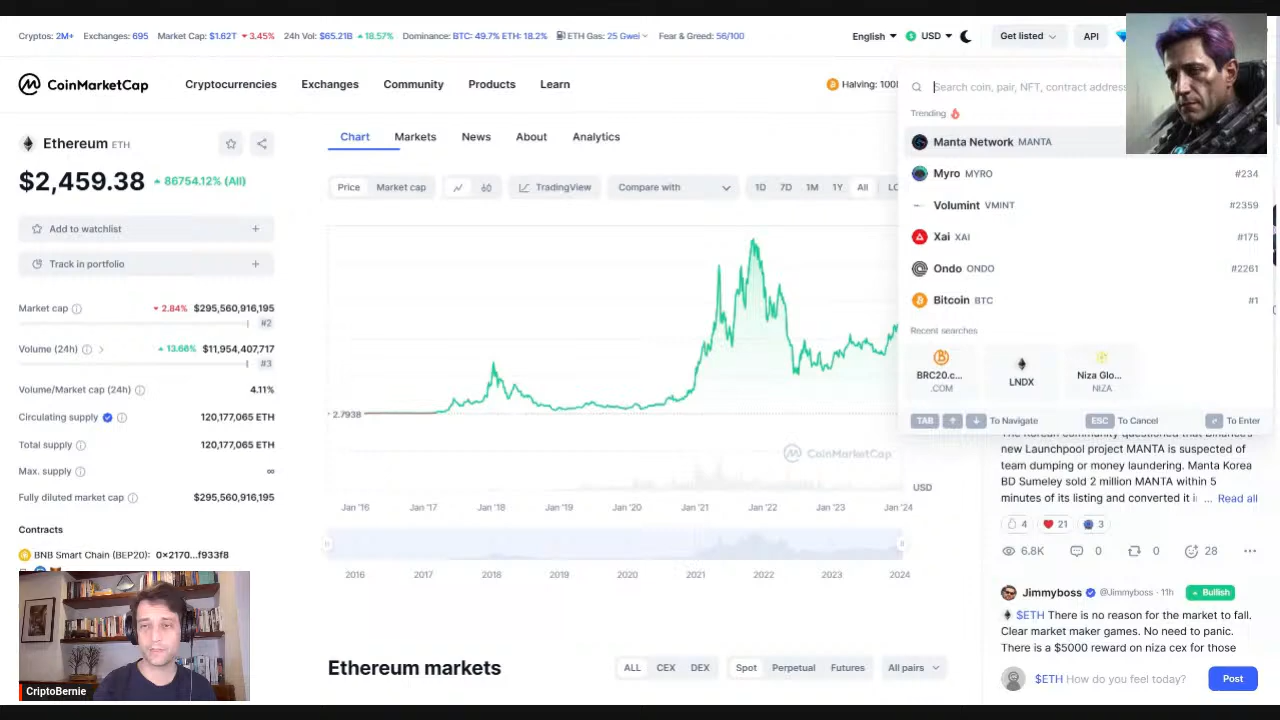 Cryptos: 2M+ Exchanges: 695 Market Cap: $1.62T 3.45% 24h Vol: $65.21B 18.57% Dominance: BTC: 49.7% ETH: 18.2% ETH Gas: 25 Gwei Fear & Greed: 56/100
English USD Get listed API
CoinMarketCap Cryptocurrencies Exchanges Community Products Learn
Halving: 100
Search coin, pair, NFT, contract address
Trending
Manta Network MANTA
Myro MYRO #234
Volumint VMINT #2359
Xai XAI #175
Ondo ONDO #2261
Bitcoin BTC #1
Recent searches
BRC20.c... LNDX Niza Glo...
.COM NIZA
TAB To Navigate ESC To Cancel To Enter
Ethereum ETH
$2,459.38 86754.12% (All)
Add to watchlist +
Track in portfolio +
Market cap 2.84% $295,560,916,195
#2
Volume (24h) 13.66% $11,954,407,717
#3
Volume/Market cap (24h) 4.11%
Circulating supply 120,177,065 ETH
Total supply 120,177,065 ETH
Max. supply ∞
Fully diluted market cap $295,560,916,195
Contracts
BNB Smart Chain (BEP20): 0x2170...f933f8
CriptoBernie
Chart Markets News About Analytics
Price Market cap TradingView Compare with 1D 7D 1M 1Y All
2.7938
CoinMarketCap
USD
Jan '16 Jan '17 Jan '18 Jan '19 Jan '20 Jan '21 Jan '22 Jan '23 Jan '24
2016 2017 2018 2019 2020 2021 2022 2023 2024
Ethereum markets
ALL CEX DEX Spot Perpetual Futures All pairs
The Korean community questioned that Binance's
new Launchpool project MANTA is suspected of
team dumping or money laundering. Manta Korea
BD Sumeley sold 2 million MANTA within 5
minutes of its listing and converted it i ... Read all
4 21 3
6.8K 0 0 28
Jimmyboss @Jimmyboss · 11h Bullish
$ETH There is no reason for the market to fall.
Clear market maker games. No need to panic.
There is a $5000 reward on niza cex for those
$ETH How do you feel today? Post